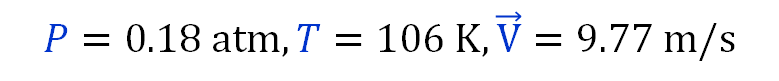 P = 0.18 atm, T = 106 K, V⃗ = 9.77 m/s